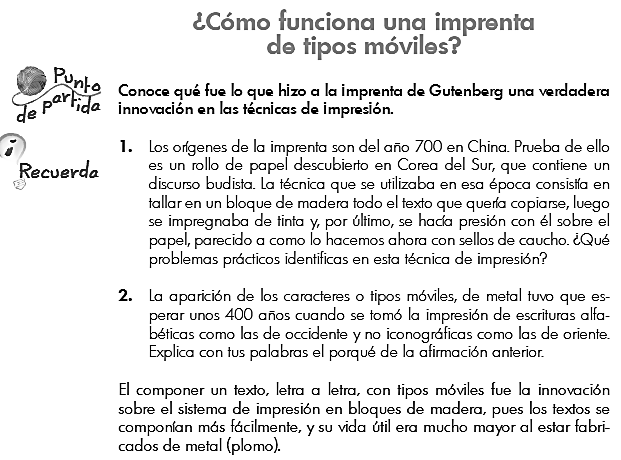 ¿Cómo funciona una imprenta
de tipos móviles?
Punto
de partida
Conoce qué fue lo que hizo a la imprenta de Gutenberg una verdadera
innovación en las técnicas de impresión.
Recuerda
1. Los orígenes de la imprenta son del año 700 en China. Prueba de ello
es un rollo de papel descubierto en Corea del Sur, que contiene un
discurso budista. La técnica que se utilizaba en esa época consistía en
tallar en un bloque de madera todo el texto que quería copiarse, luego
se impregnaba de tinta y, por último, se hacía presión con él sobre el
papel, parecido a como lo hacemos ahora con sellos de caucho. ¿Qué
problemas prácticos identificas en esta técnica de impresión?
2. La aparición de los caracteres o tipos móviles, de metal tuvo que es-
perar unos 400 años cuando se tomó la impresión de escrituras alfa-
béticas como las de occidente y no iconográficas como las de oriente.
Explica con tus palabras el porqué de la afirmación anterior.
El componer un texto, letra a letra, con tipos móviles fue la innovación
sobre el sistema de impresión en bloques de madera, pues los textos se
componían más fácilmente, y su vida útil era mucho mayor al estar fabri-
cados de metal (plomo).